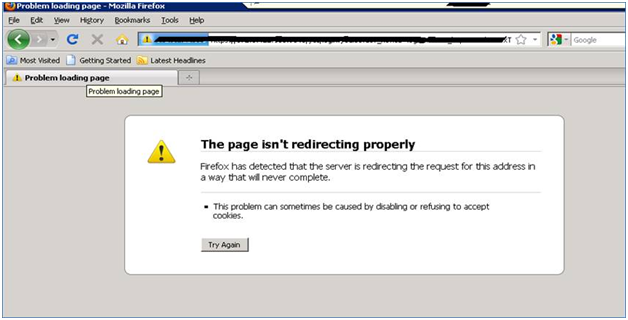 Problem loading page - Mozilla Firefox
File Edit View History Bookmarks Tools Help
Google
Most Visited Getting Started Latest Headlines
Problem loading page
Problem loading page
The page isn't redirecting properly
Firefox has detected that the server is redirecting the request for this address in
a way that will never complete.
This problem can sometimes be caused by disabling or refusing to accept
cookies.
Try Again